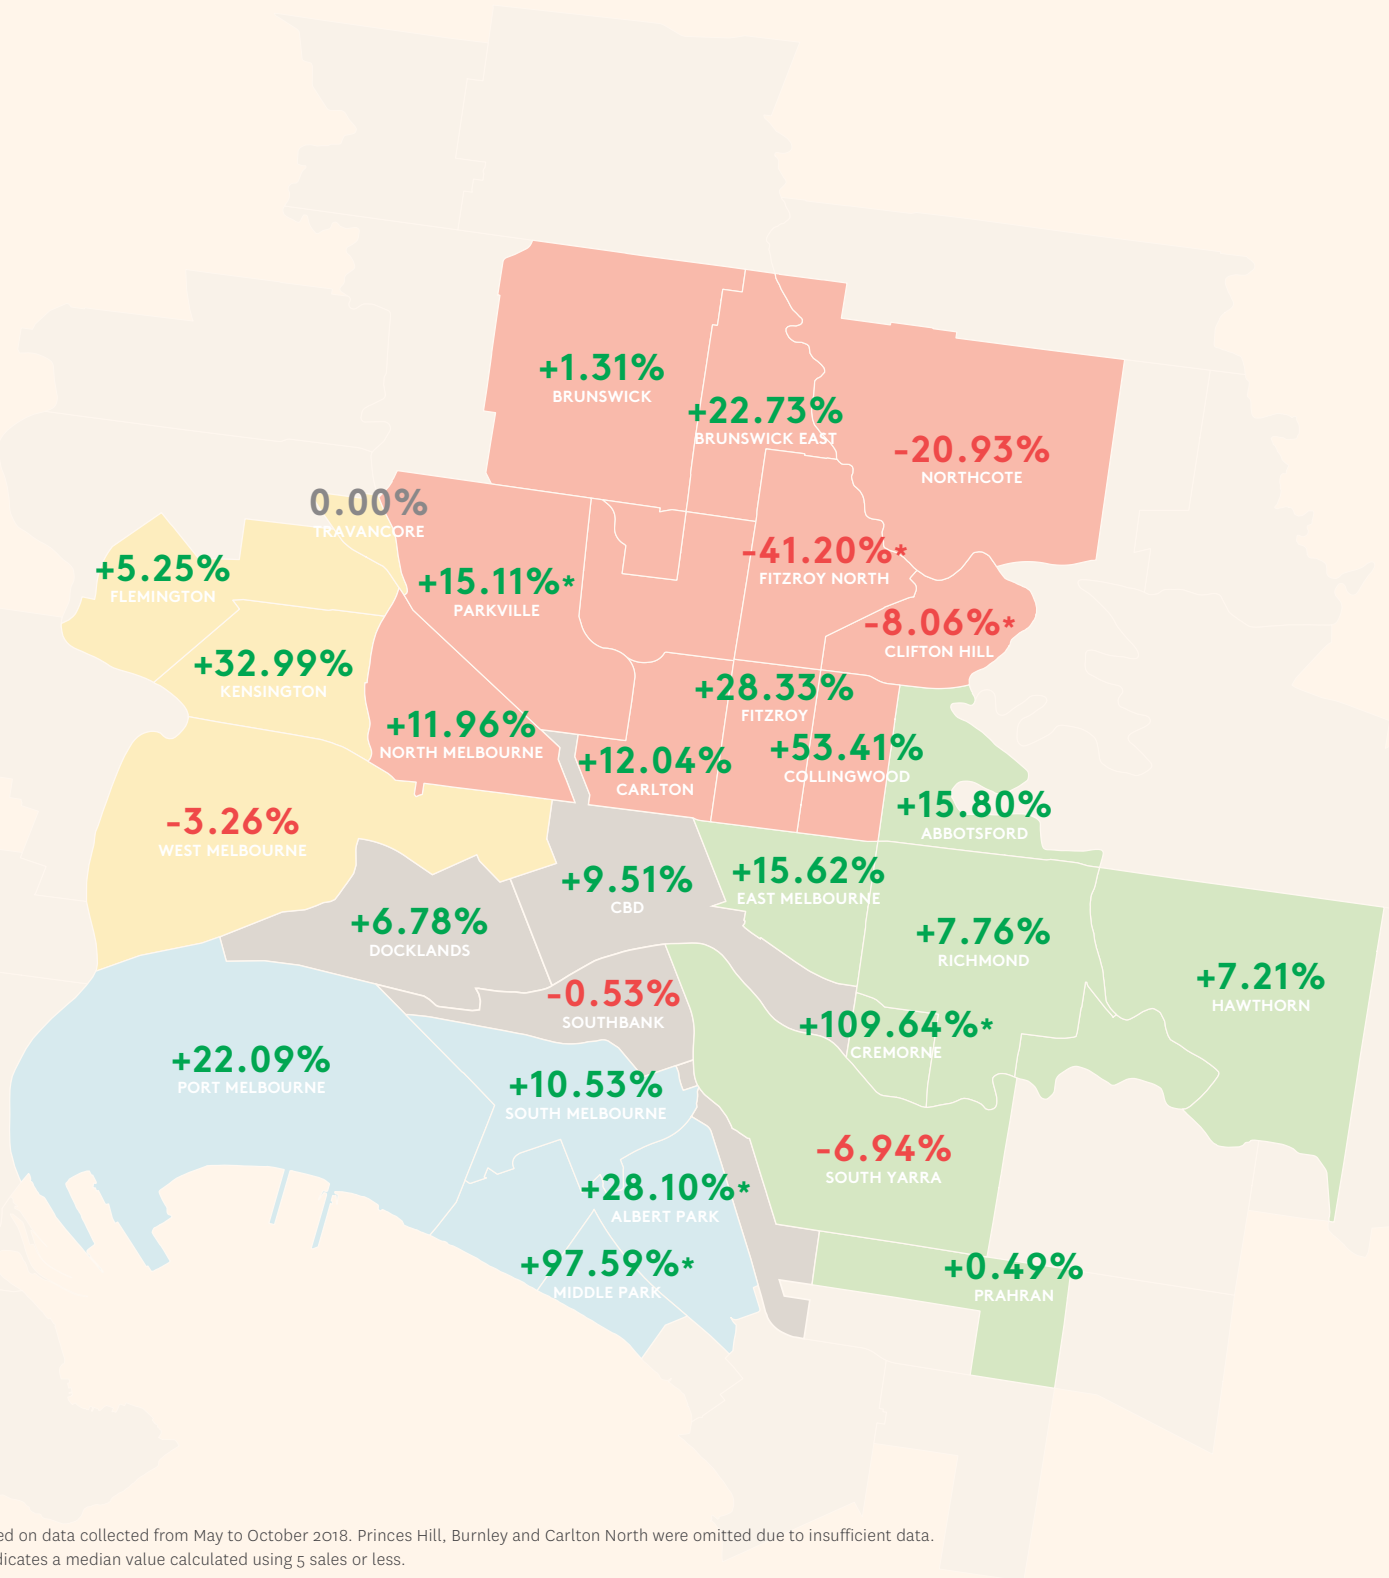 +1.31%
BRUNSWICK
+22.73%
BRUNSWICK EAST
-20.93%
NORTHCOTE
0.00%
TRAVANCORE
+5.25%
FLEMINGTON
+15.11%*
PARKVILLE
-41.20%*
FITZROY NORTH
-8.06%*
CLIFTON HILL
+32.99%
KENSINGTON
+11.96%
NORTH MELBOURNE
+28.33%
FITZROY
+12.04%
CARLTON
+53.41%
COLLINGWOOD
+15.80%
ABBOTSFORD
-3.26%
WEST MELBOURNE
+9.51%
CBD
+15.62%
EAST MELBOURNE
+6.78%
DOCKLANDS
+7.76%
RICHMOND
+7.21%
HAWTHORN
-0.53%
SOUTHBANK
+109.64%*
CREMORNE
+22.09%
PORT MELBOURNE
+10.53%
SOUTH MELBOURNE
-6.94%
SOUTH YARRA
+28.10%*
ALBERT PARK
+97.59%*
MIDDLE PARK
+0.49%
PRAHRAN
ed on data collected from May to October 2018. Princes Hill, Burnley and Carlton North were omitted due to insufficient data.
dicates a median value calculated using 5 sales or less.